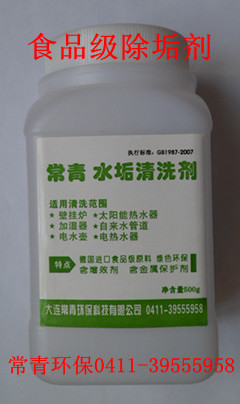 食品级除垢剂
执行标准:GB1987-2007
常青 水垢清洗剂
适用清洗范围
★壁挂炉 ★太阳能热水器
★加湿器 ★自来水管道
★电水壶 ★电热水器
特点 德国进口食品级原料 绿色环保
含增效剂 含金属保护剂
净含量500g
大连常青环保科技有限公司 0411-39555958
常青环保0411-39555958